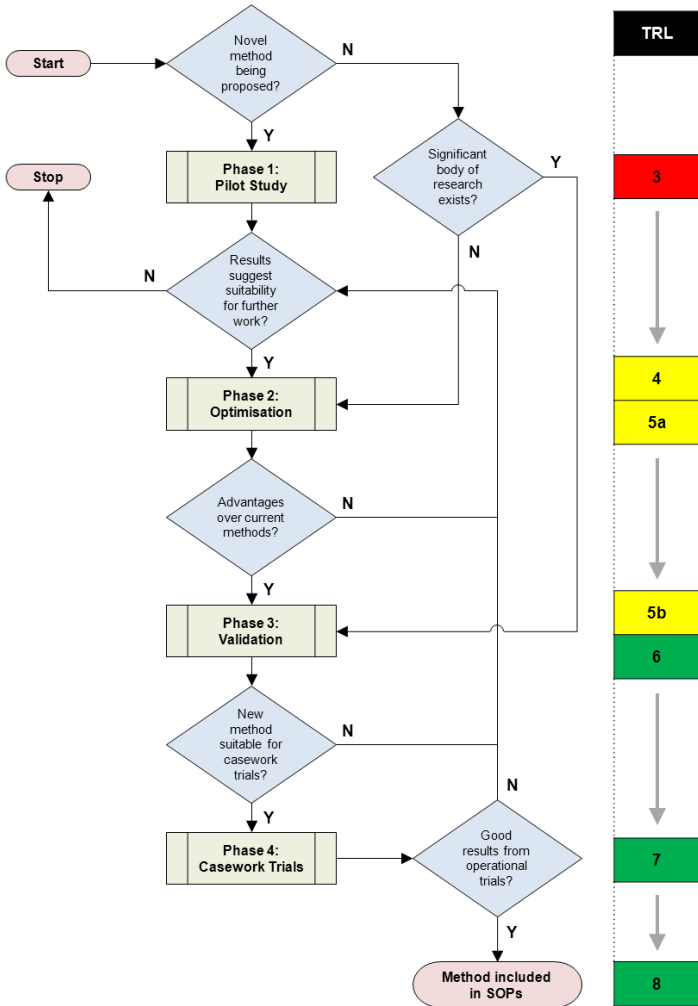 TRL
Novel
method
being
proposed?
N
Start
Y
Significant
body of
research
exists?
Y
Phase 1:
Pilot Study
Stop
3
N
Results
suggest
suitability
for further
work?
N
Y
Phase 2:
Optimisation
4
5a
Advantages
over current
methods?
N
Y
Phase 3:
Validation
5b
6
New
method
suitable for
casework
trials?
N
N
Y
Phase 4:
Casework Trials
Good
results from
operational
trials?
7
Y
Method included
in SOPs
8